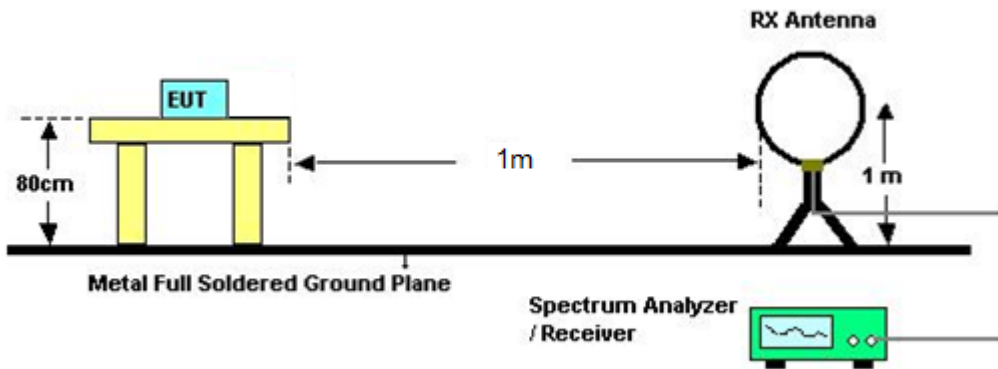 RX Antenna
EUT
1m
80cm
1 m
Metal Full Soldered Ground Plane
Spectrum Analyzer
/ Receiver